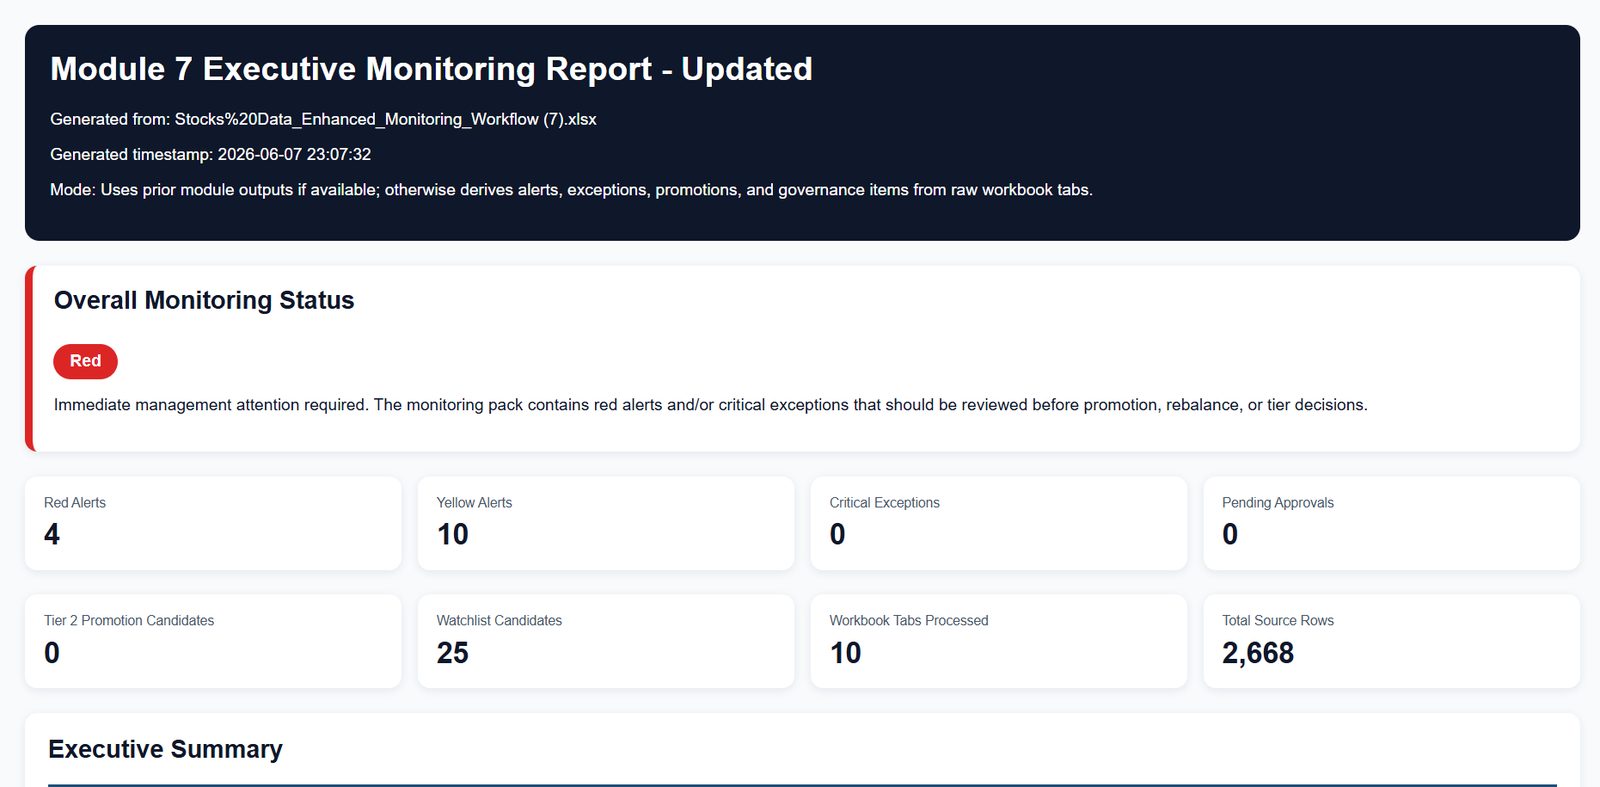 Module 7 Executive Monitoring Report - Updated
Generated from: Stocks%20Data_Enhanced_Monitoring_Workflow (7).xlsx
Generated timestamp: 2026-06-07 23:07:32
Mode: Uses prior module outputs if available; otherwise derives alerts, exceptions, promotions, and governance items from raw workbook tabs.
Overall Monitoring Status
Red
Immediate management attention required. The monitoring pack contains red alerts and/or critical exceptions that should be reviewed before promotion, rebalance, or tier decisions.
Red Alerts
4
Yellow Alerts
10
Critical Exceptions
0
Pending Approvals
0
Tier 2 Promotion Candidates
0
Watchlist Candidates
25
Workbook Tabs Processed
10
Total Source Rows
2,668
Executive Summary